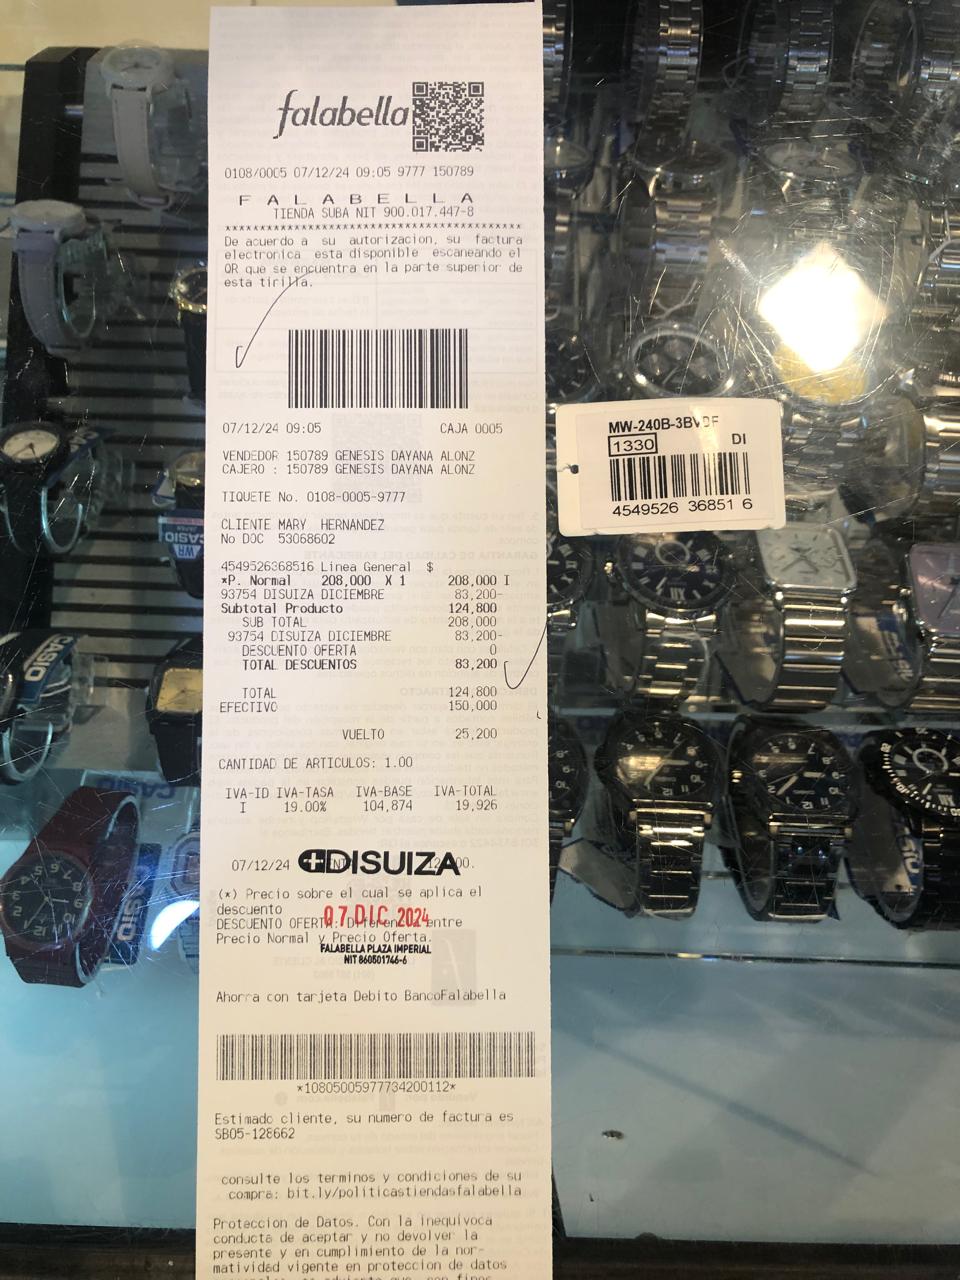 falabella
0108/0005 07/12/24 09:05 9777 150789
F A L A B E L L A
TIENDA SUBA NIT 900.017.447-8
******************************************
De acuerdo a su autorizacion, su factura
electronica esta disponible escaneando el
QR que se encuentra en la parte superior de
esta tirilla.
07/12/24 09:05 CAJA 0005
VENDEDOR 150789 GENESIS DAYANA ALONZ
CAJERO : 150789 GENESIS DAYANA ALONZ
TIQUETE No. 0108-0005-9777
CLIENTE MARY HERNANDEZ
No DOC 53068602
4549526368516 Linea General $
*P. Normal 208,000 X 1 208,000 I
93754 DISUIZA DICIEMBRE 83,200-
Subtotal Producto 124,800
SUB TOTAL 208,000
93754 DISUIZA DICIEMBRE 83,200-
DESCUENTO OFERTA 0
TOTAL DESCUENTOS 83,200
TOTAL 124,800
EFECTIVO 150,000
VUELTO 25,200
CANTIDAD DE ARTICULOS: 1.00
IVA-ID IVA-TASA IVA-BASE IVA-TOTAL
I 19.00% 104,874 19,926
07/12/24
DISUIZA
(*) Precio sobre el cual se aplica el
descuento
07 DIC 2024
DESCUENTO OFERTA: Diferencia entre
Precio Normal y Precio Oferta.
FALABELLA PLAZA IMPERIAL
NIT 860501746-6
Ahorra con tarjeta Debito BancoFalabella
*10805005977734200112*
Estimado cliente, su numero de factura es
SB05-128662
consulte los terminos y condiciones de su
compra: bit.ly/politicastiendasfalabella
Proteccion de Datos. Con la inequivoca
conducta de aceptar y no devolver la
presente y en cumplimiento de la nor-
matividad vigente en proteccion de datos
MW-240B-3BVDF
1330 DI
4549526 36851 6
CASIO
WR
CASIO
CASIO